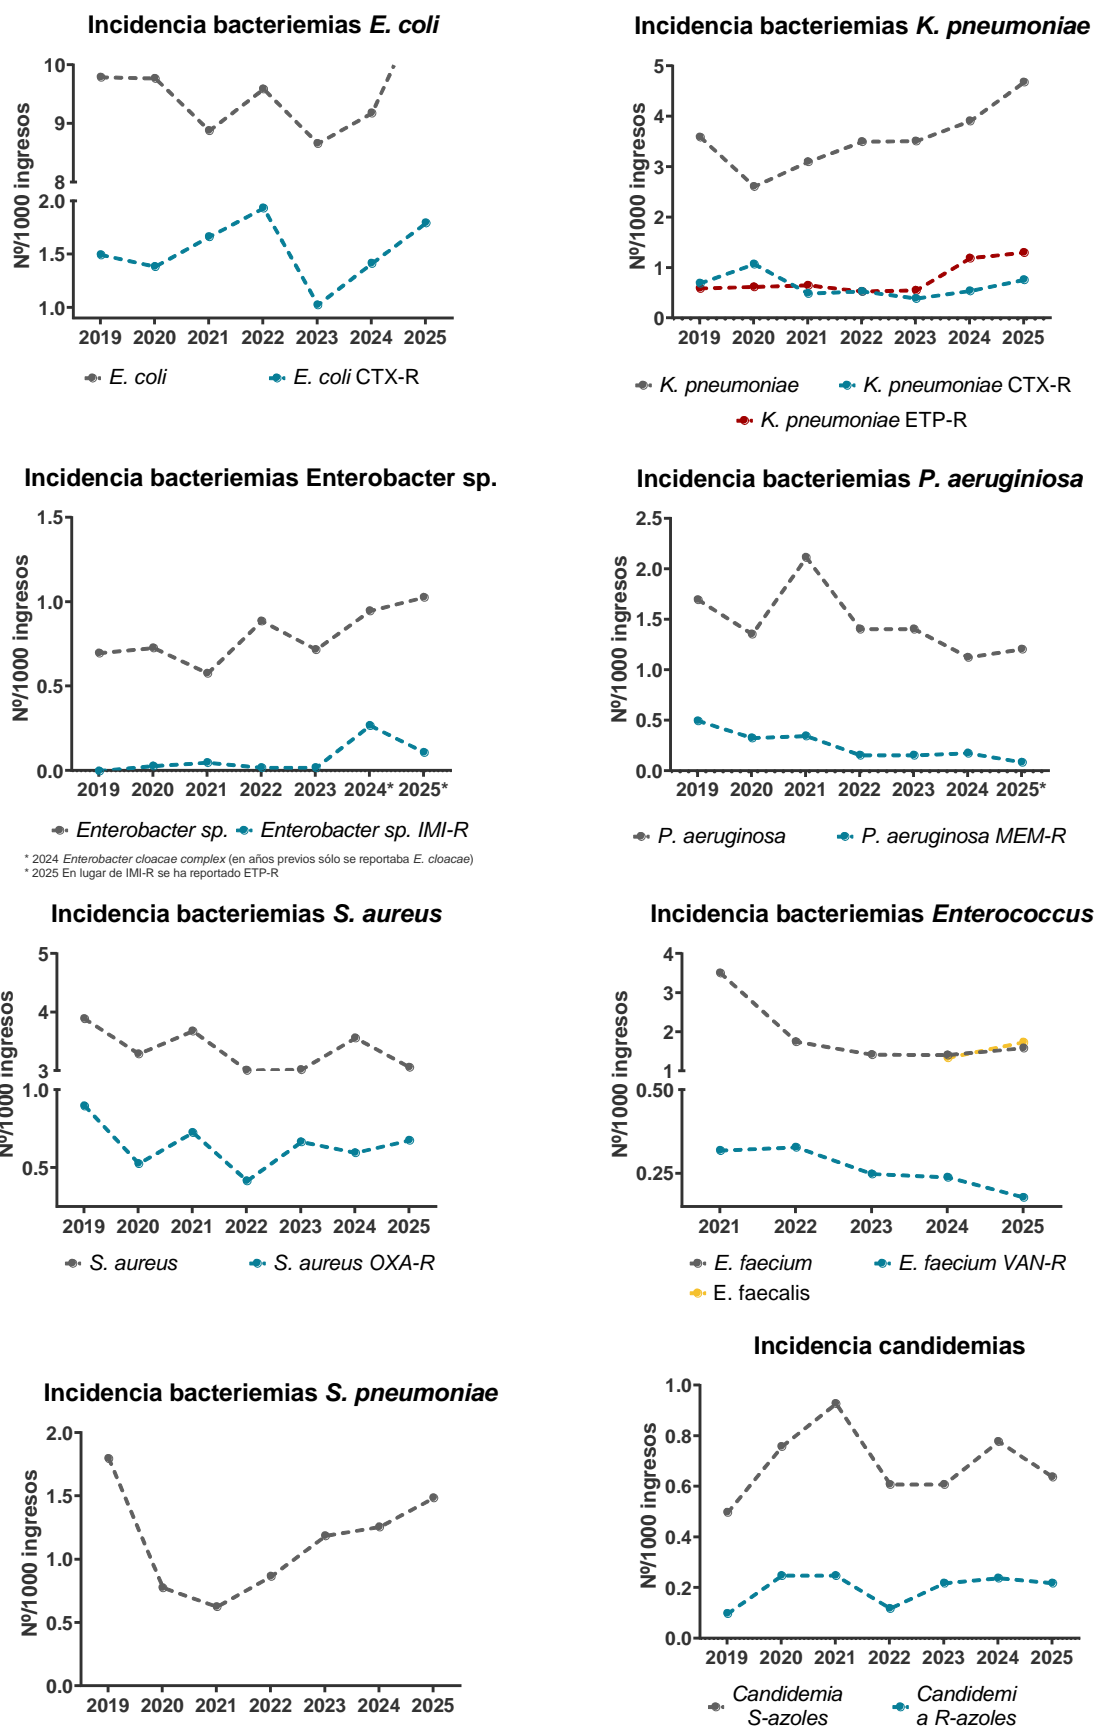 Incidencia bacteriemias E. coli
Nº/1000 ingresos
10
9
8
2.0
1.5
1.0
2019 2020 2021 2022 2023 2024 2025
E. coli E. coli CTX-R
Incidencia bacteriemias K. pneumoniae
Nº/1000 ingresos
5
4
3
2
1
0
2019 2020 2021 2022 2023 2024 2025
K. pneumoniae K. pneumoniae CTX-R
K. pneumoniae ETP-R
Incidencia bacteriemias Enterobacter sp.
Nº/1000 ingresos
1.5
1.0
0.5
0.0
2019 2020 2021 2022 2023 2024* 2025*
Enterobacter sp. Enterobacter sp. IMI-R
* 2024 Enterobacter cloacae complex (en años previos sólo se reportaba E. cloacae)
* 2025 En lugar de IMI-R se ha reportado ETP-R
Incidencia bacteriemias P. aeruginiosa
Nº/1000 ingresos
2.5
2.0
1.5
1.0
0.5
0.0
2019 2020 2021 2022 2023 2024 2025*
P. aeruginosa P. aeruginosa MEM-R
Incidencia bacteriemias S. aureus
Nº/1000 ingresos
5
4
3
1.0
0.5
2019 2020 2021 2022 2023 2024 2025
S. aureus S. aureus OXA-R
Incidencia bacteriemias Enterococcus
Nº/1000 ingresos
4
3
2
1
0.50
0.25
2021 2022 2023 2024 2025
E. faecium E. faecium VAN-R
E. faecalis
Incidencia bacteriemias S. pneumoniae
Nº/1000 ingresos
2.0
1.5
1.0
0.5
0.0
2019 2020 2021 2022 2023 2024 2025
Incidencia candidemias
Nº/1000 ingresos
1.0
0.8
0.6
0.4
0.2
0.0
2019 2020 2021 2022 2023 2024 2025
Candidemia Candidemi
S-azoles a R-azoles